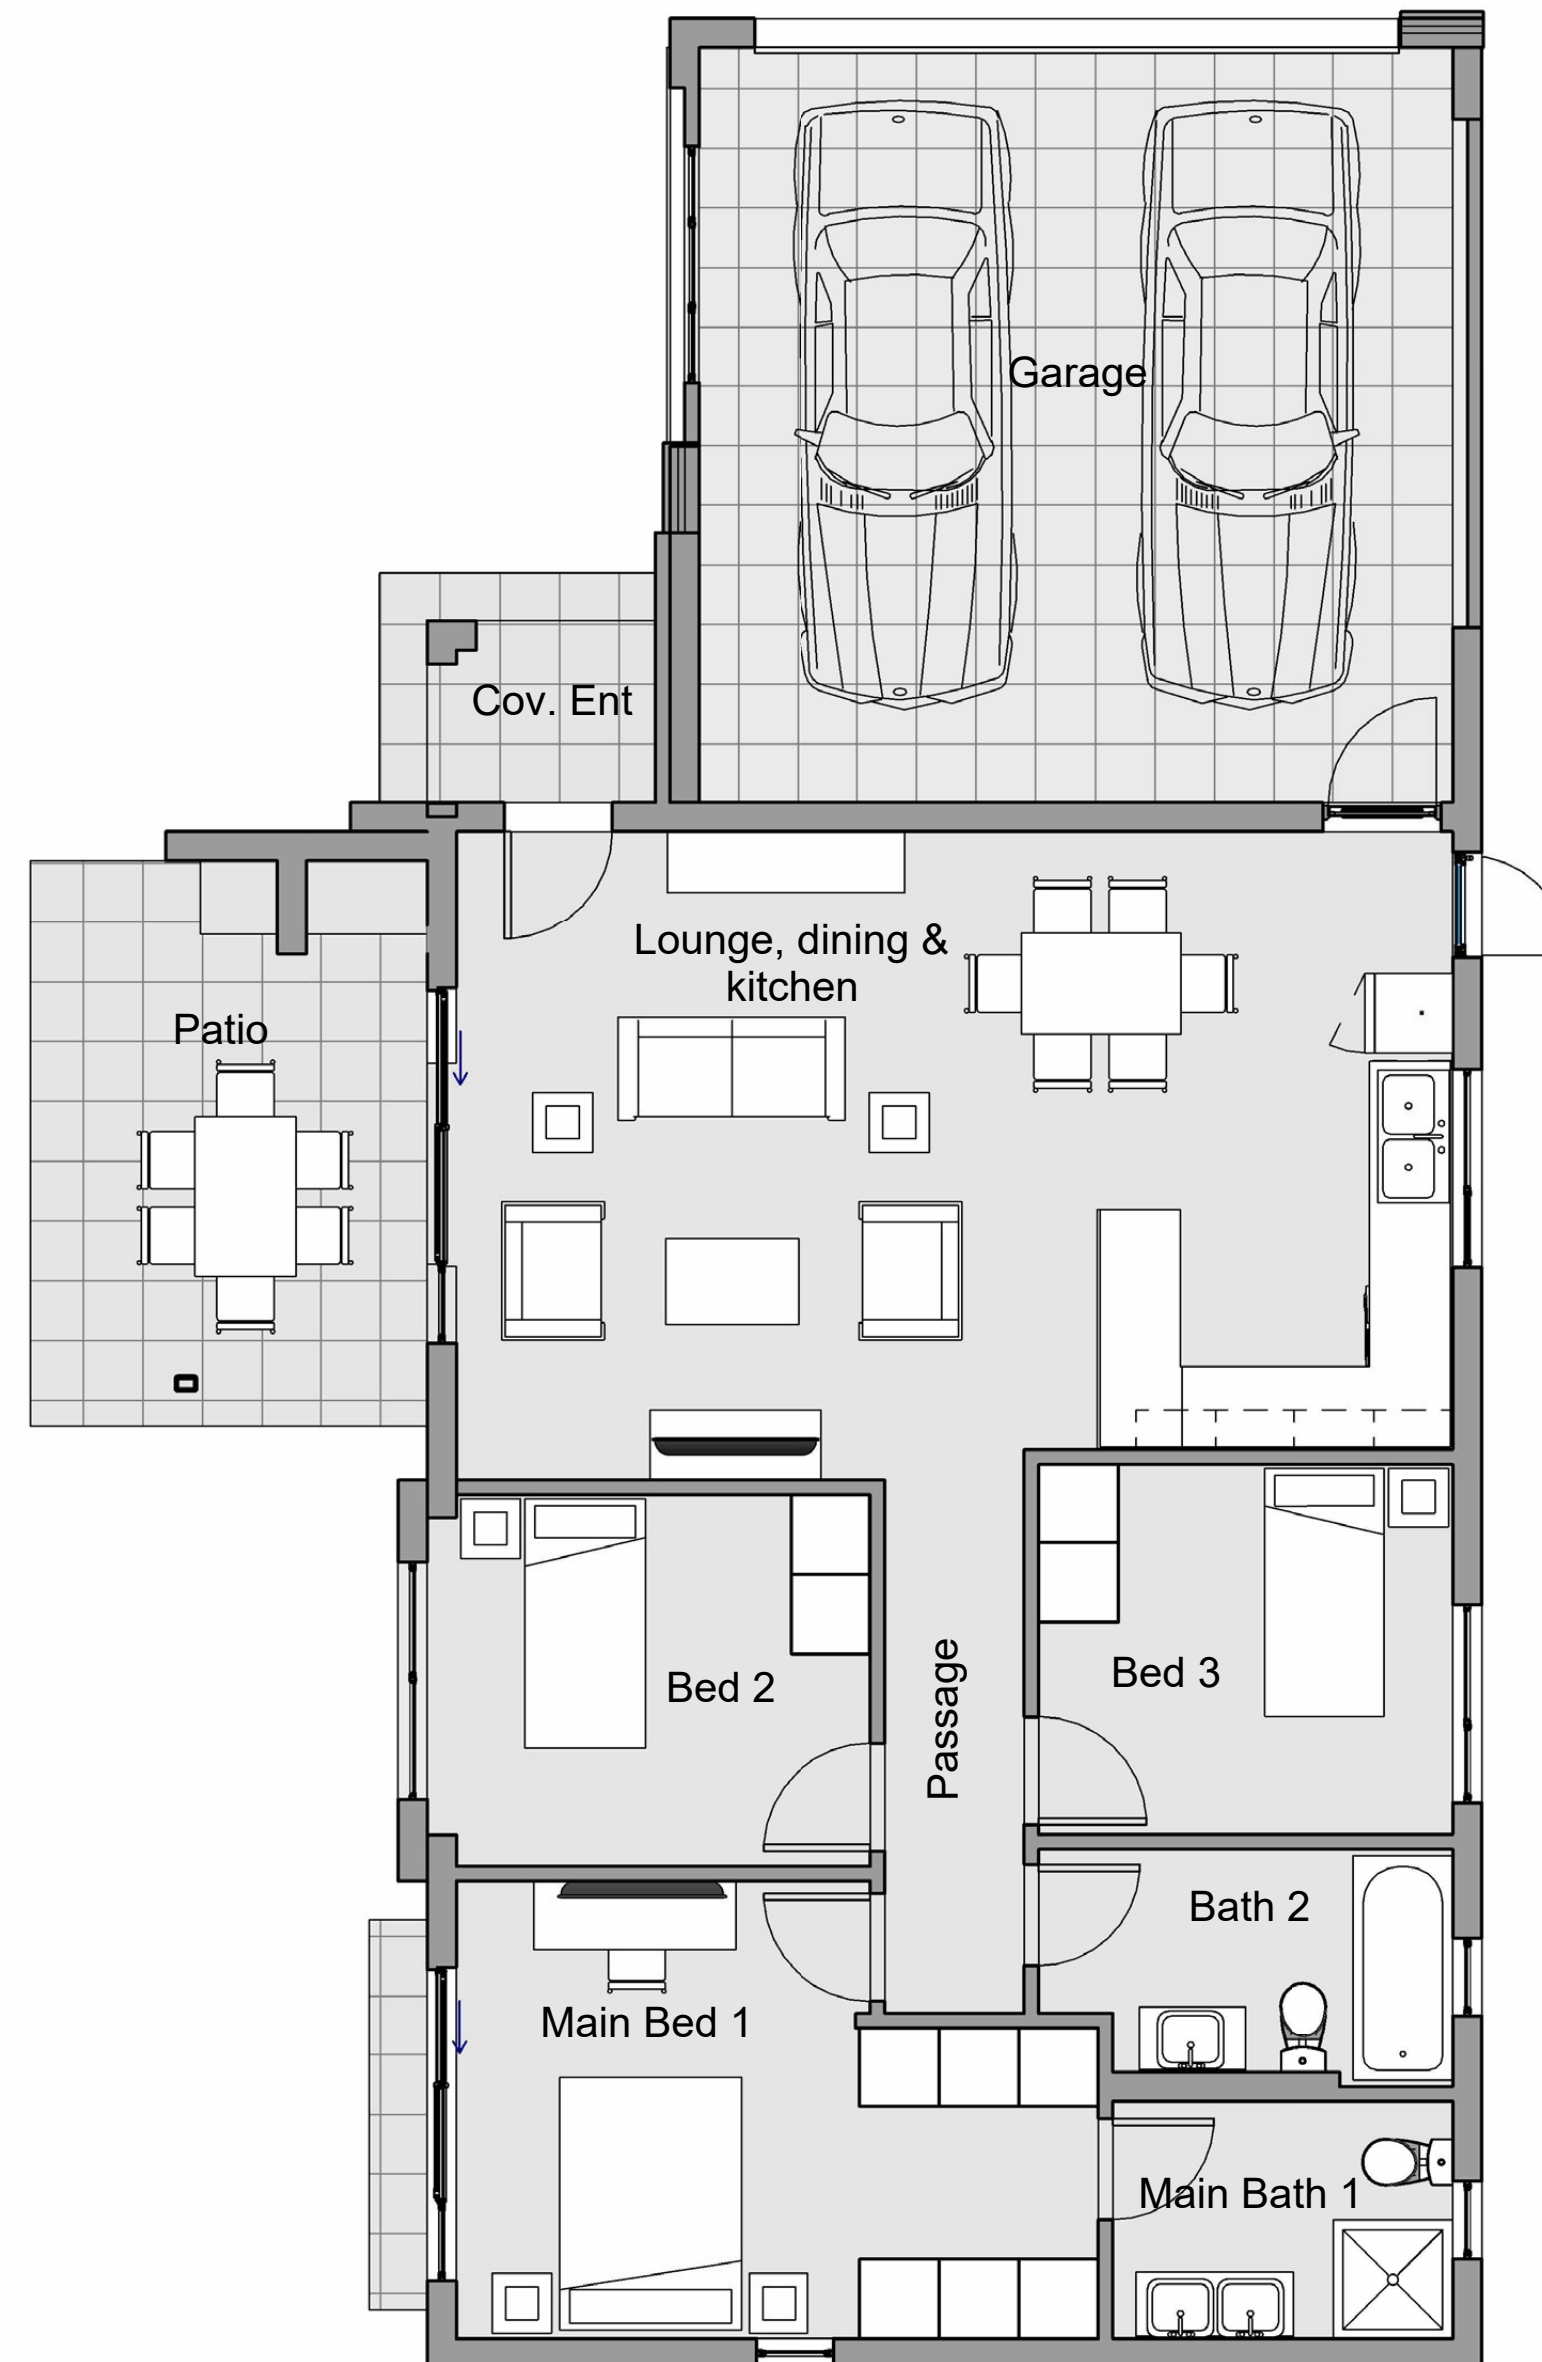 Garage
Cov. Ent
Lounge, dining &
kitchen
Patio
Bed 2
Passage
Bed 3
Bath 2
Main Bed 1
Main Bath 1